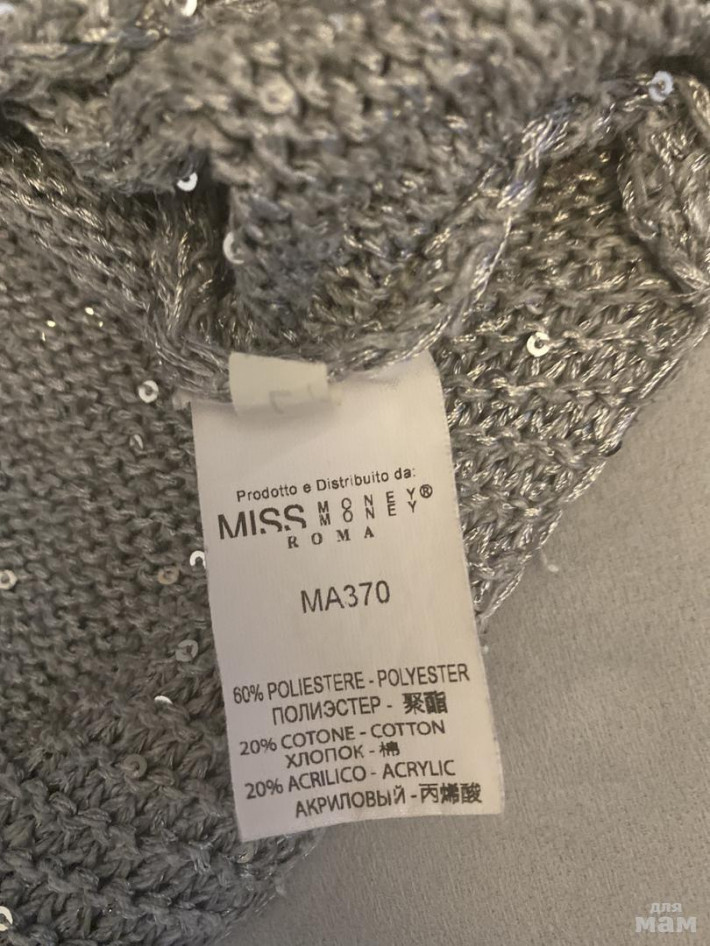 Prodotto e Distribuito da:
MISS MONEY MONEY®
ROMA
MA370
60% POLIESTERE - POLYESTER
ПОЛИЭСТЕР - 聚酯
20% COTONE - COTTON
ХЛОПОК - 棉
20% ACRILICO - ACRYLIC
АКРИЛОВЫЙ - 丙烯酸
для
мам